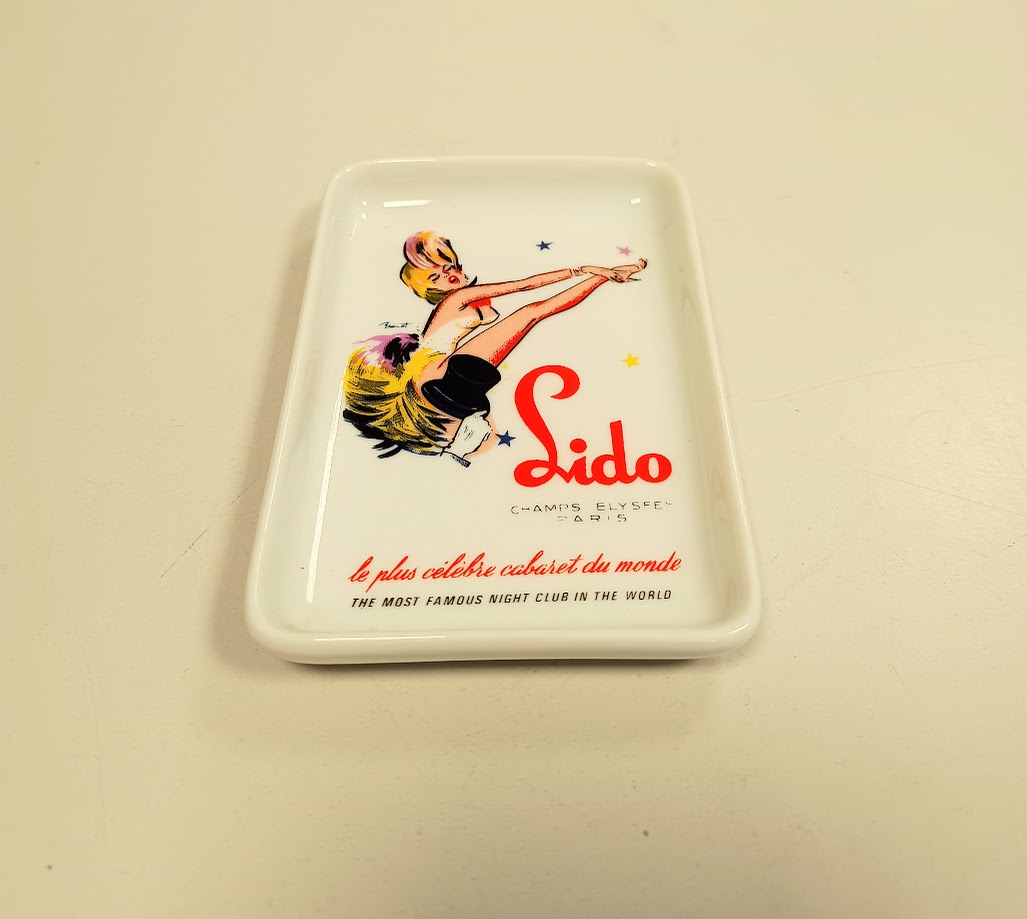 Lido
CHAMPS ELYSEES
PARIS
le plus célèbre cabaret du monde
THE MOST FAMOUS NIGHT CLUB IN THE WORLD